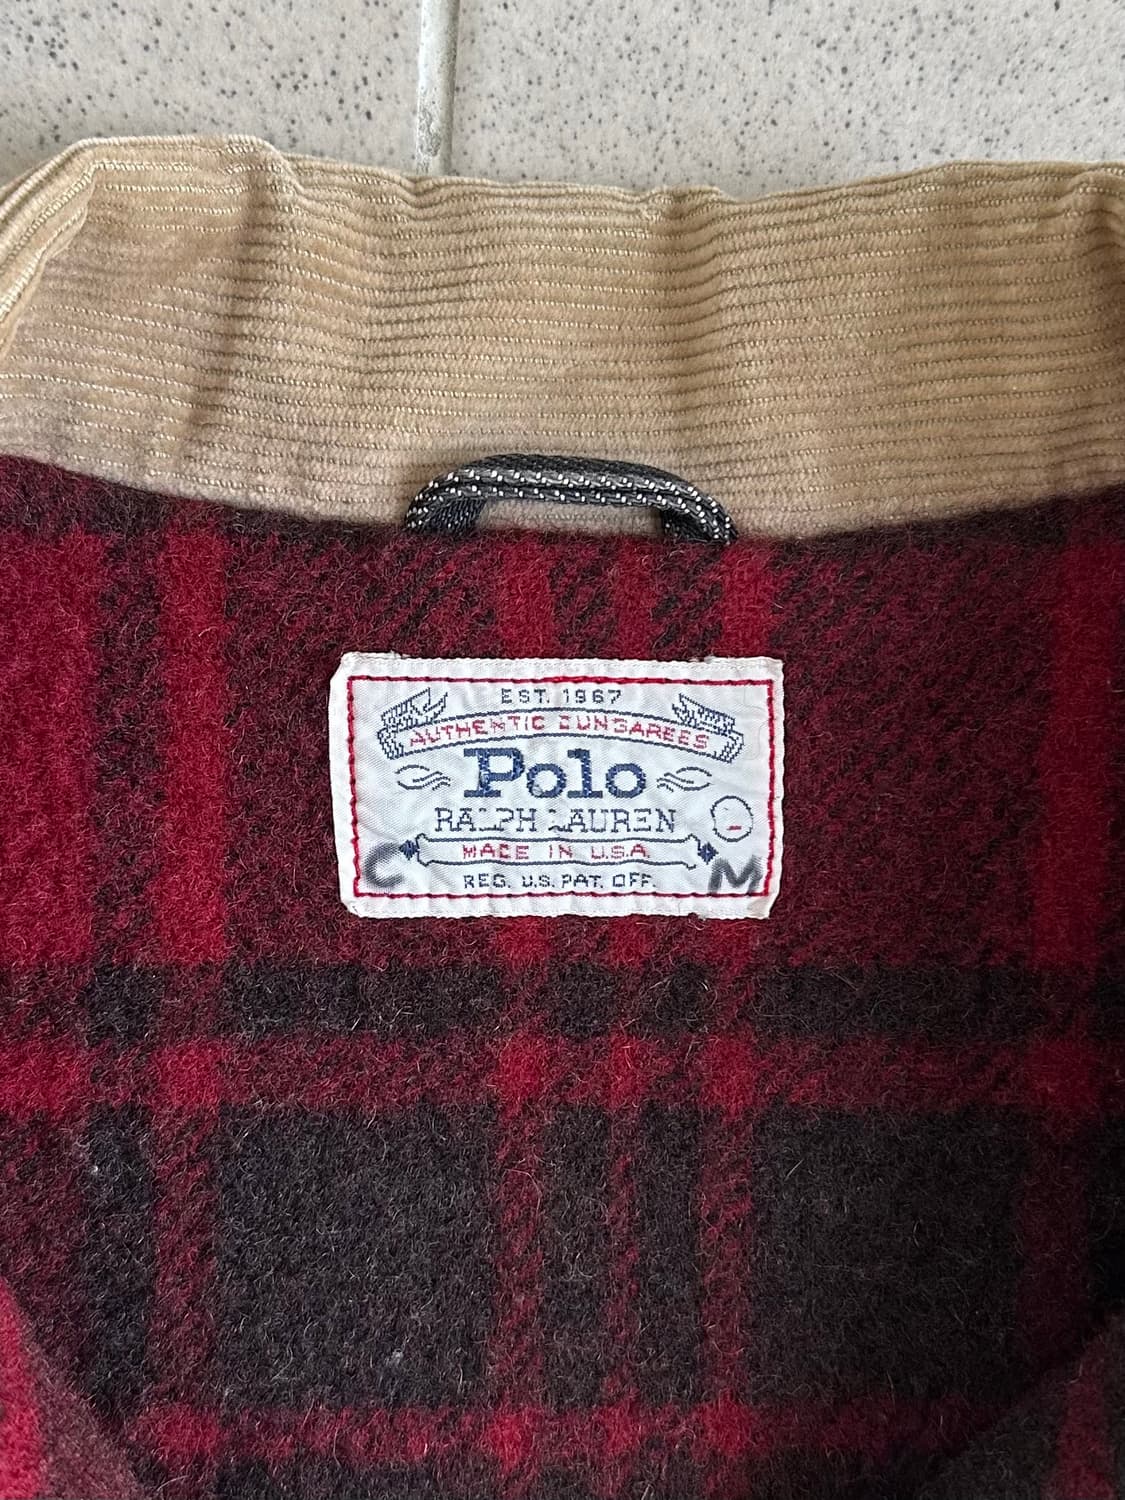 EST. 1967
AUTHENTIC DUNGAREES
Polo
RALPH LAUREN
MADE IN U.S.A.
C M
REG. U.S. PAT. OFF.